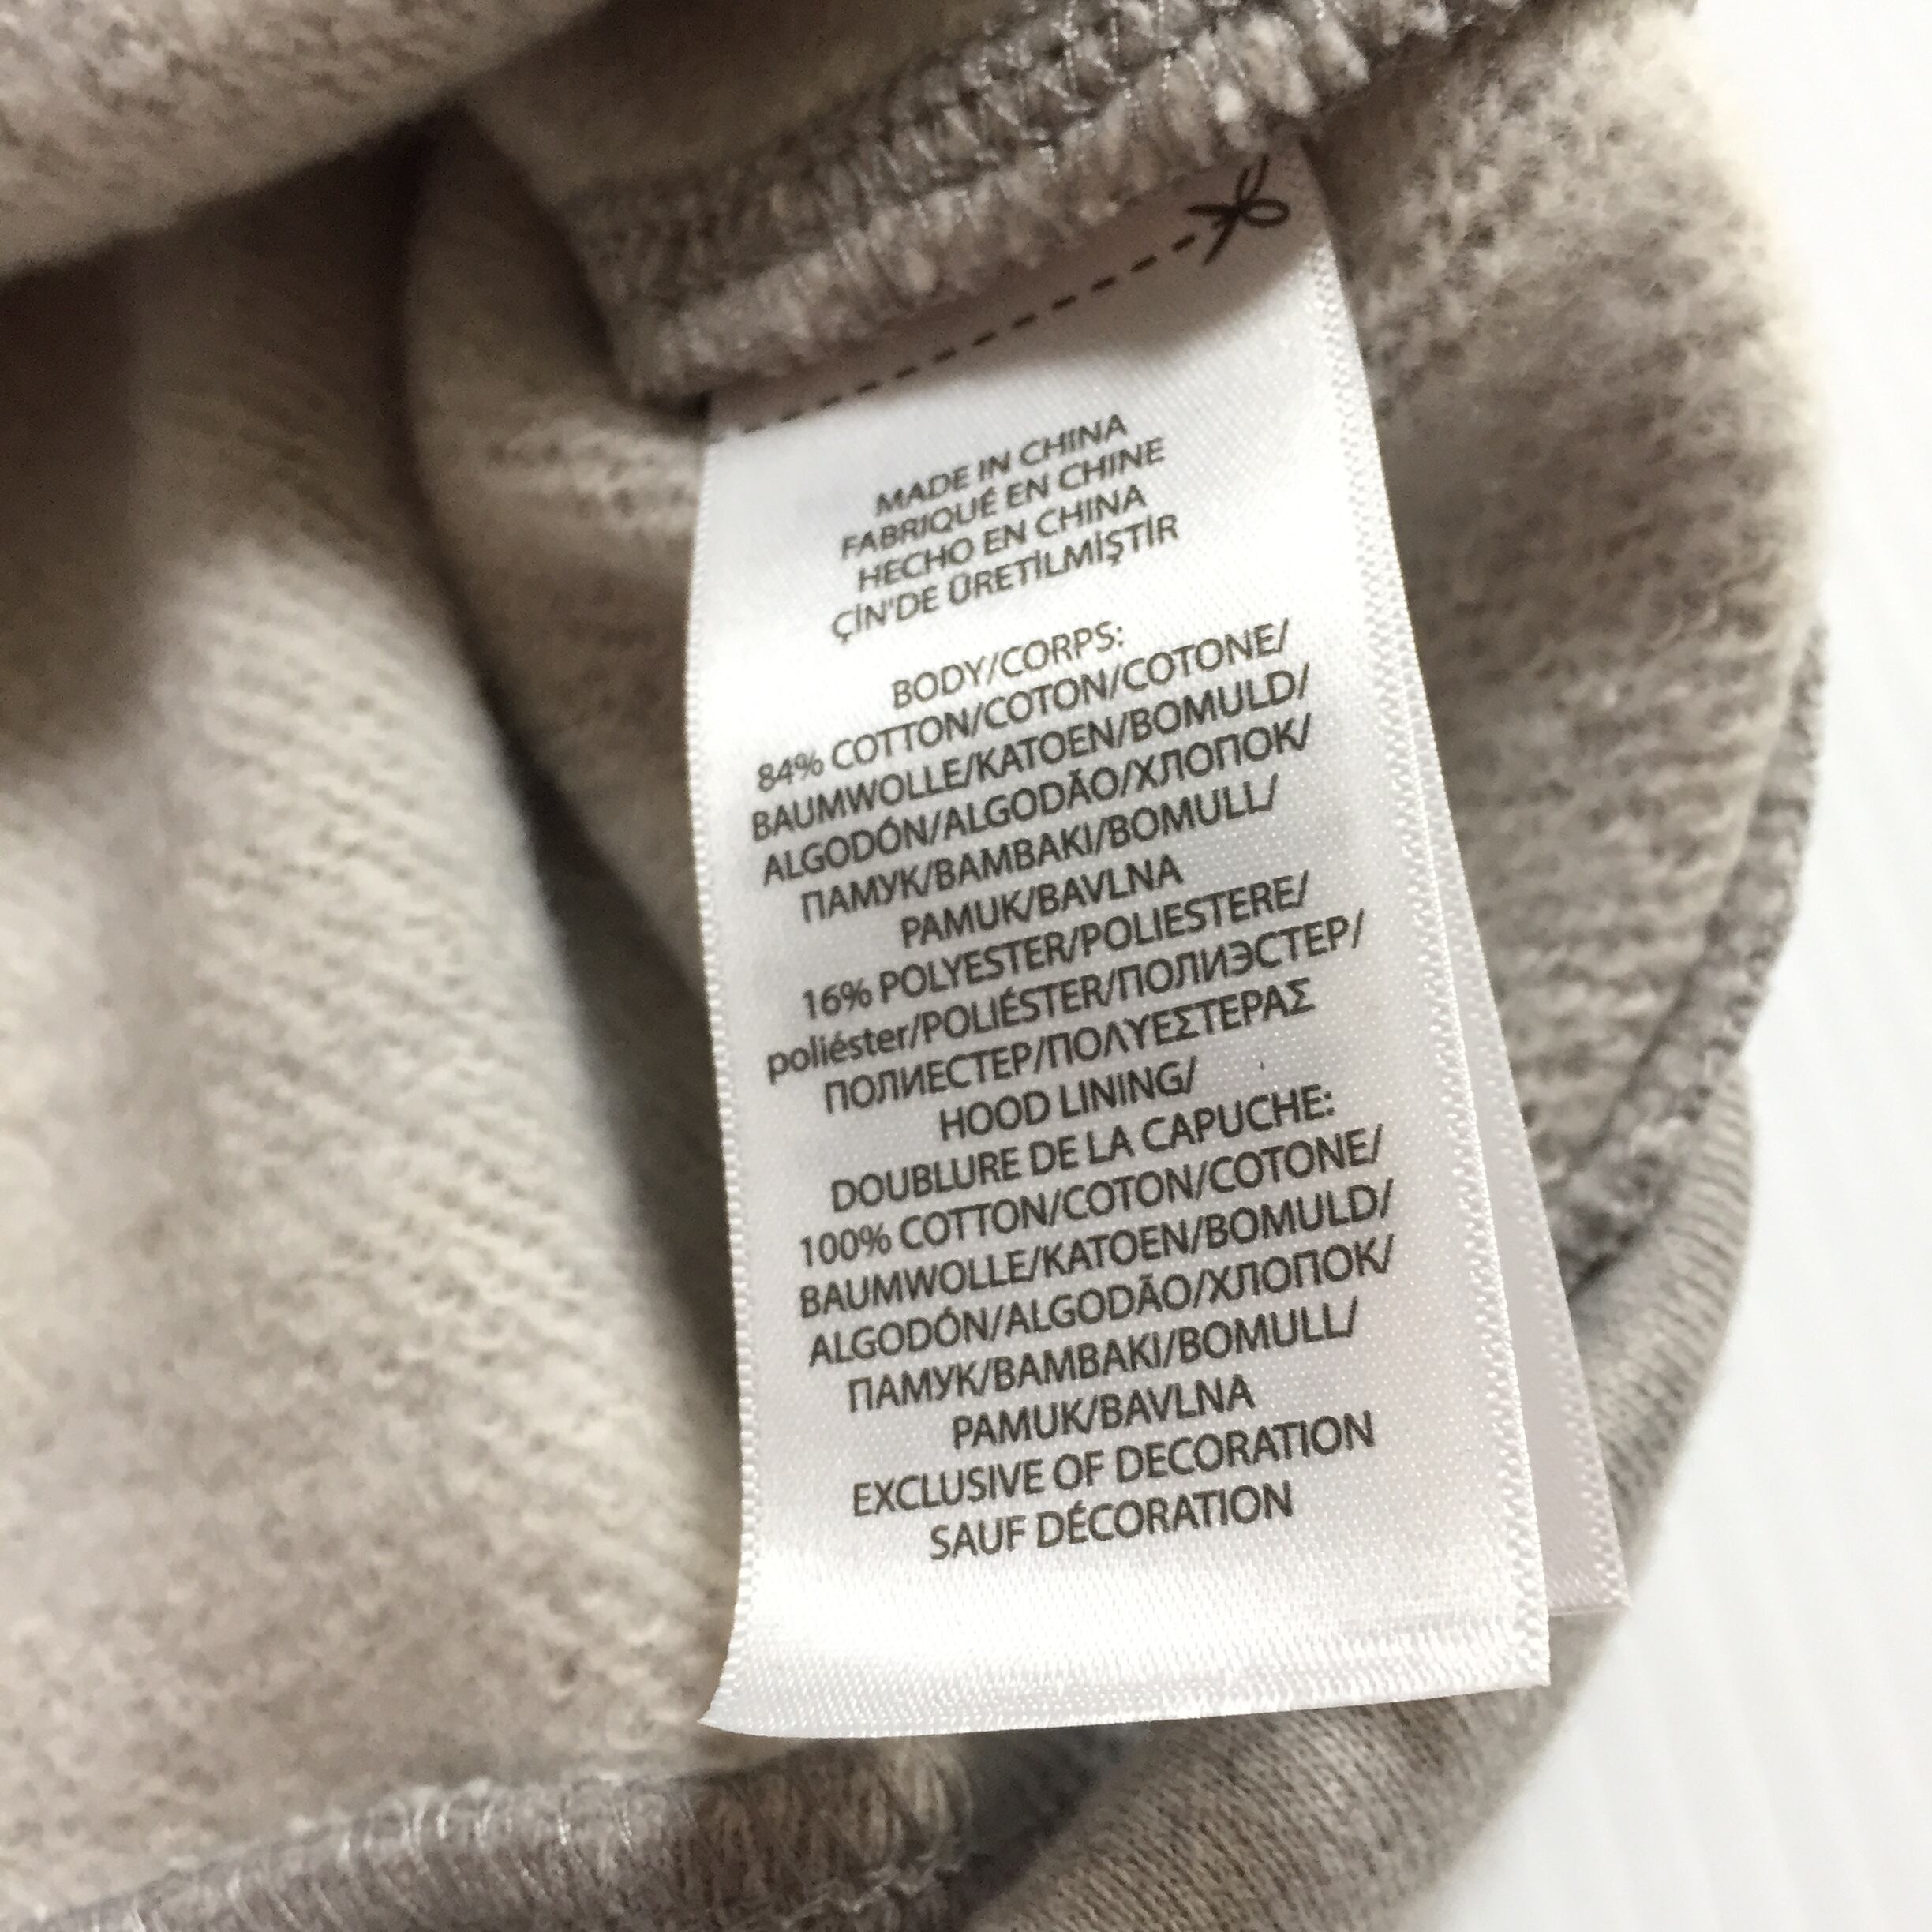 MADE IN CHINA
FABRIQUÉ EN CHINE
HECHO EN CHINA
ÇİN'DE ÜRETİLMİŞTİR
BODY/CORPS:
84% COTTON/COTON/COTONE/
BAUMWOLLE/KATOEN/BOMULD/
ALGODÓN/ALGODÃO/ХЛОПОК/
ПАМУК/BAMBAKI/BOMULL/
PAMUK/BAVLNA
16% POLYESTER/POLIESTERE/
poliéster/POLIÉSTER/ПОЛИЭСТЕР/
ПОЛИЕСТЕР/ΠΟΛΥΕΣΤΕΡΑΣ
HOOD LINING/
DOUBLURE DE LA CAPUCHE:
100% COTTON/COTON/COTONE/
BAUMWOLLE/KATOEN/BOMULD/
ALGODÓN/ALGODÃO/ХЛОПОК/
ПАМУК/BAMBAKI/BOMULL/
PAMUK/BAVLNA
EXCLUSIVE OF DECORATION
SAUF DÉCORATION